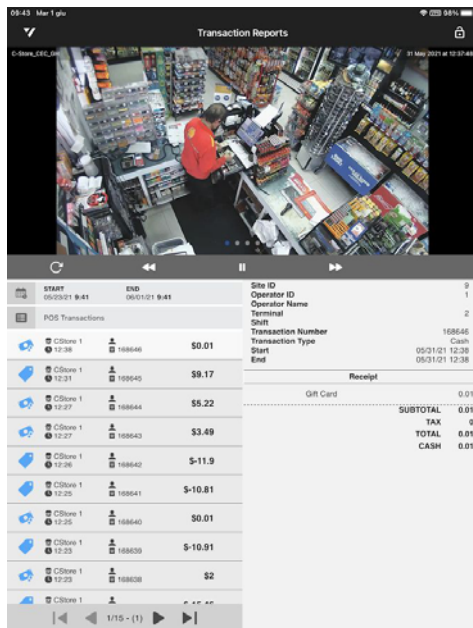 09:43 Mar 1 giu
98%
Transaction Reports
31 May 2021 at 12:37:48
START
05/23/21 9:41
END
06/01/21 9:41
POS Transactions
CStore 1
12:38
168646
$0.01
CStore 1
12:31
168645
$9.17
CStore 1
12:27
168644
$5.22
CStore 1
12:27
168643
$3.49
CStore 1
12:26
168642
$-11.9
CStore 1
12:25
168641
$-10.81
CStore 1
12:25
168640
$0.01
CStore 1
12:23
168639
$-10.91
CStore 1
12:23
168638
$2
CStore 1
1/15 - (1)
Site ID 9
Operator ID 1
Operator Name
Terminal 2
Shift
Transaction Number 168646
Transaction Type Cash
Start 05/31/21 12:38
End 05/31/21 12:38
Receipt
Gift Card 0.01
SUBTOTAL 0.01
TAX 0
TOTAL 0.01
CASH 0.01